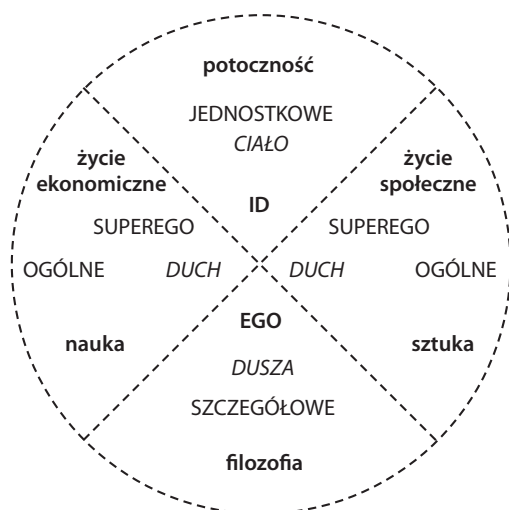 potoczność
JEDNOSTKOWE
CIAŁO
życie
ekonomiczne
życie
społeczne
ID
SUPEREGO
SUPEREGO
OGÓLNE
DUCH
DUCH
OGÓLNE
EGO
nauka
sztuka
DUSZA
SZCZEGÓŁOWE
filozofia